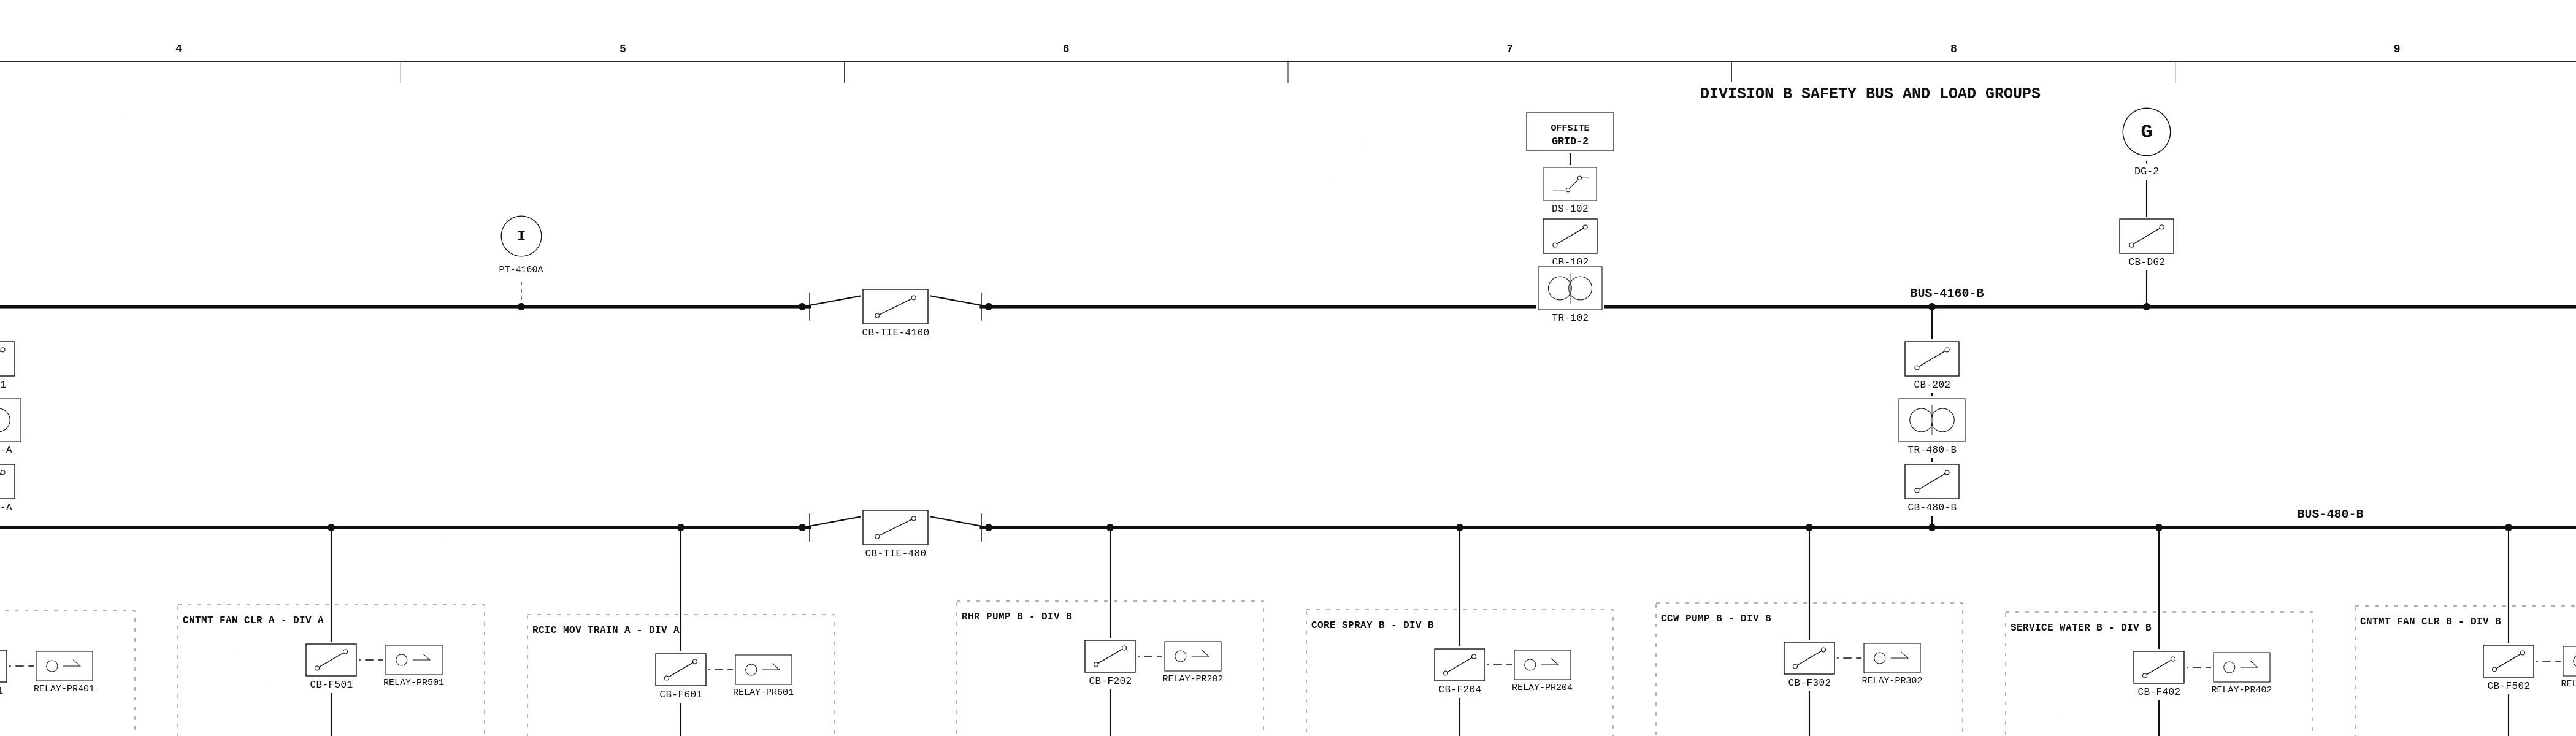 4 5 6 7 8 9
DIVISION B SAFETY BUS AND LOAD GROUPS
OFFSITE
GRID-2
G
DG-2
DS-102
I
PT-4160A
CB-102
CB-DG2
BUS-4160-B
TR-102
CB-TIE-4160
1
CB-202
-A
TR-480-B
-A
CB-480-B
BUS-480-B
CB-TIE-480
CNTMT FAN CLR A - DIV A
RCIC MOV TRAIN A - DIV A
RHR PUMP B - DIV B
CORE SPRAY B - DIV B
CCW PUMP B - DIV B
SERVICE WATER B - DIV B
CNTMT FAN CLR B - DIV B
RELAY-PR401
CB-F501 RELAY-PR501
CB-F601 RELAY-PR601
CB-F202 RELAY-PR202
CB-F204 RELAY-PR204
CB-F302 RELAY-PR302
CB-F402 RELAY-PR402
CB-F502